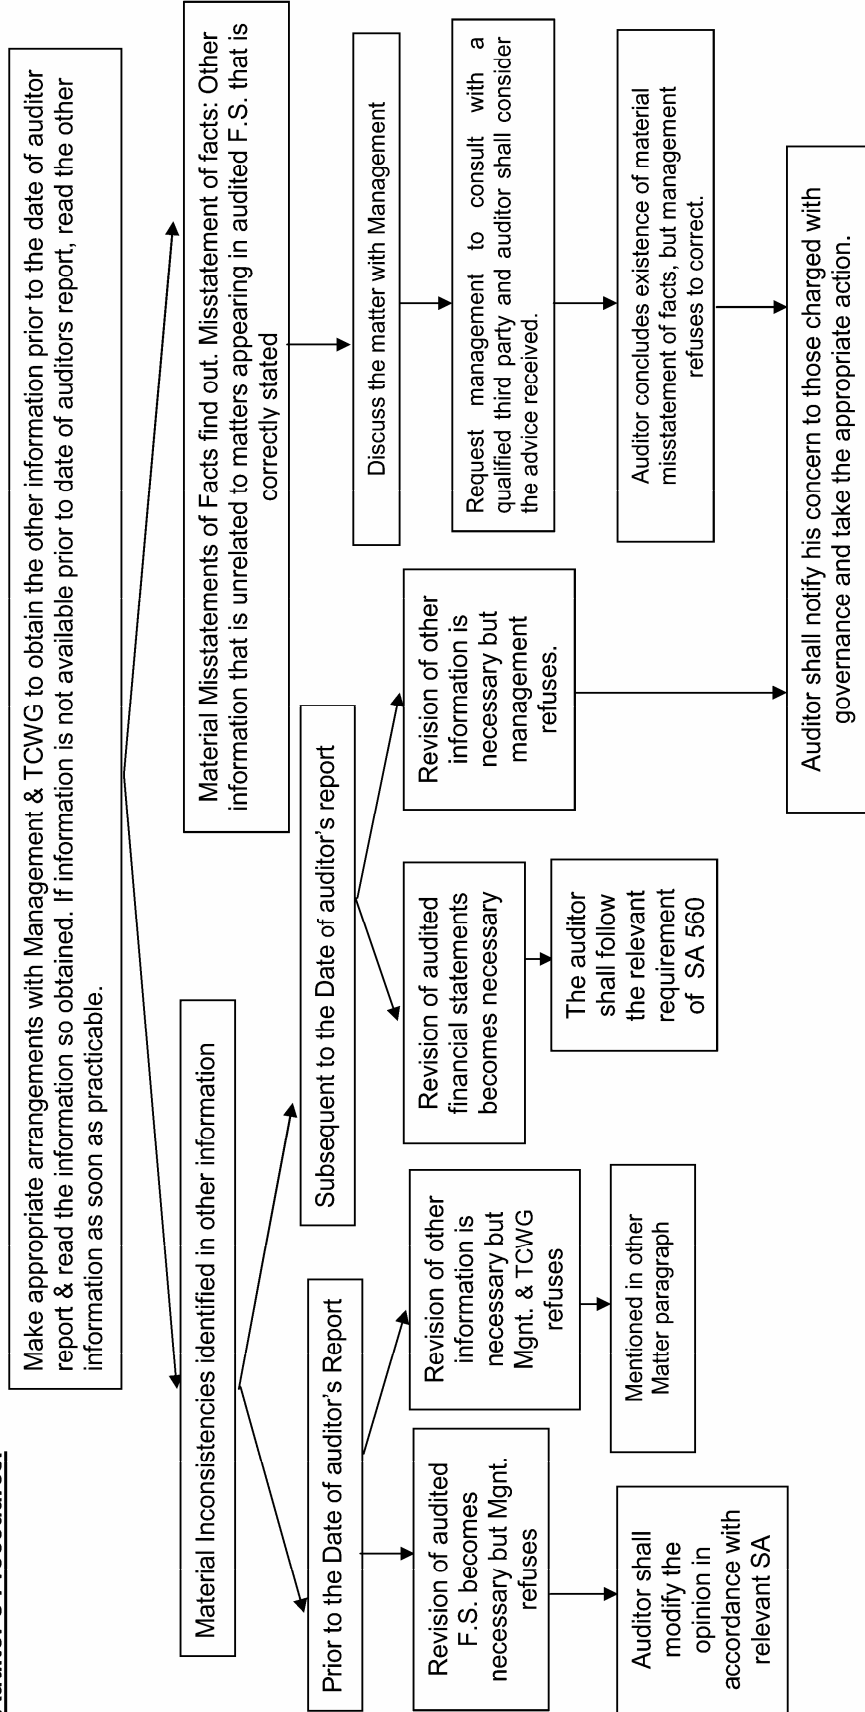 Make appropriate arrangements with Management & TCWG to obtain the other information prior to the date of auditor
report & read the information so obtained. If information is not available prior to date of auditors report, read the other
information as soon as practicable.
Material Inconsistencies identified in other information
Material Misstatements of Facts find out. Misstatement of facts: Other
information that is unrelated to matters appearing in audited F.S. that is
correctly stated
Prior to the Date of auditor's Report
Subsequent to the Date of auditor's report
Discuss the matter with Management
Revision of audited
F.S. becomes
necessary but Mgnt.
refuses
Revision of other
information is
necessary but
Mgnt. & TCWG
refuses
Revision of audited
financial statements
becomes necessary
Revision of other
information is
necessary but
management
refuses.
Request management to consult with a
qualified third party and auditor shall consider
the advice received.
Auditor shall
modify the
opinion in
accordance with
relevant SA
Mentioned in other
Matter paragraph
The auditor
shall follow
the relevant
requirement
of SA 560
Auditor concludes existence of material
misstatement of facts, but management
refuses to correct.
Auditor shall notify his concern to those charged with
governance and take the appropriate action.